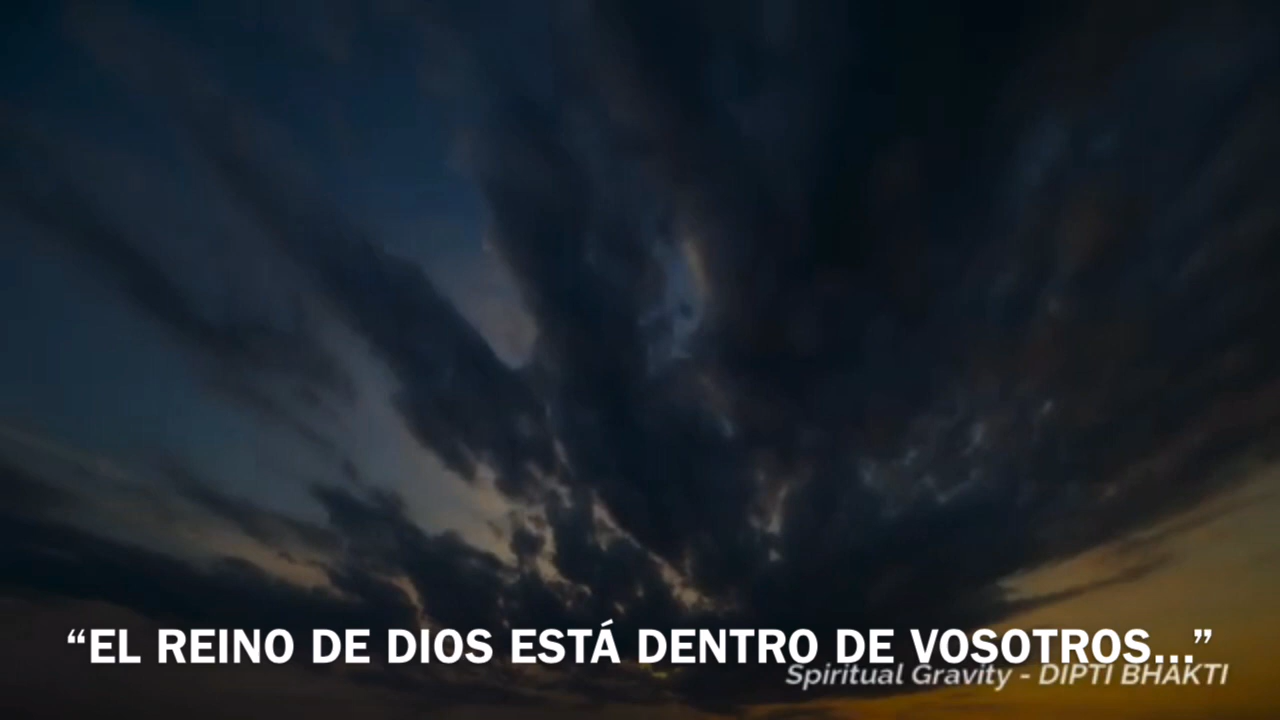 “EL REINO DE DIOS ESTÁ DENTRO DE VOSOTROS...”
Spiritual Gravity - DIPTI BHAKTI